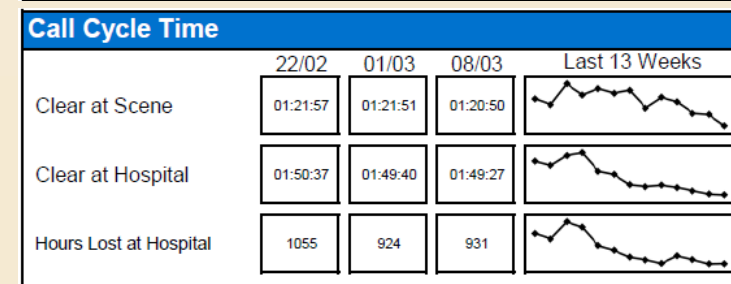 Call Cycle Time
22/02 01/03 08/03 Last 13 Weeks
Clear at Scene 01:21:57 01:21:51 01:20:50
Clear at Hospital 01:50:37 01:49:40 01:49:27
Hours Lost at Hospital 1055 924 931